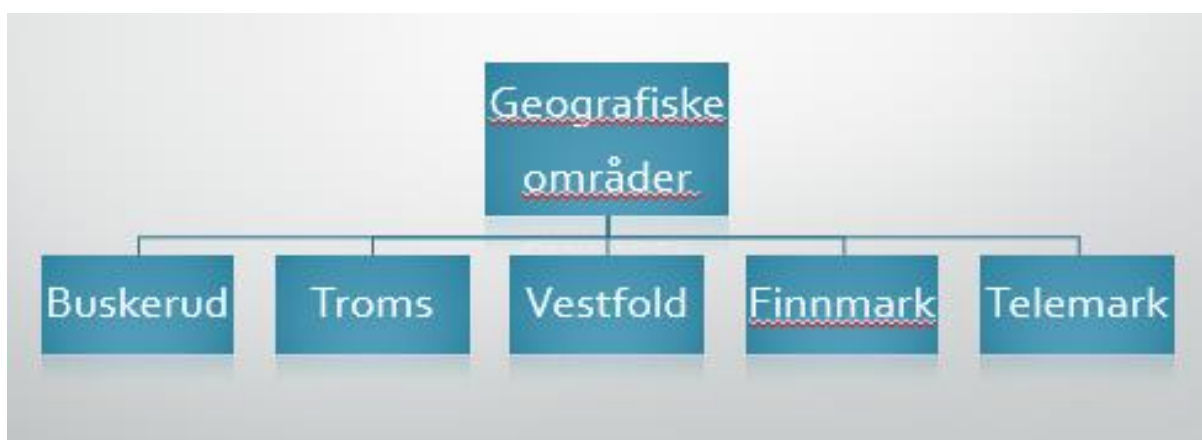 Geografiske
områder
Buskerud
Troms
Vestfold
Finnmark
Telemark